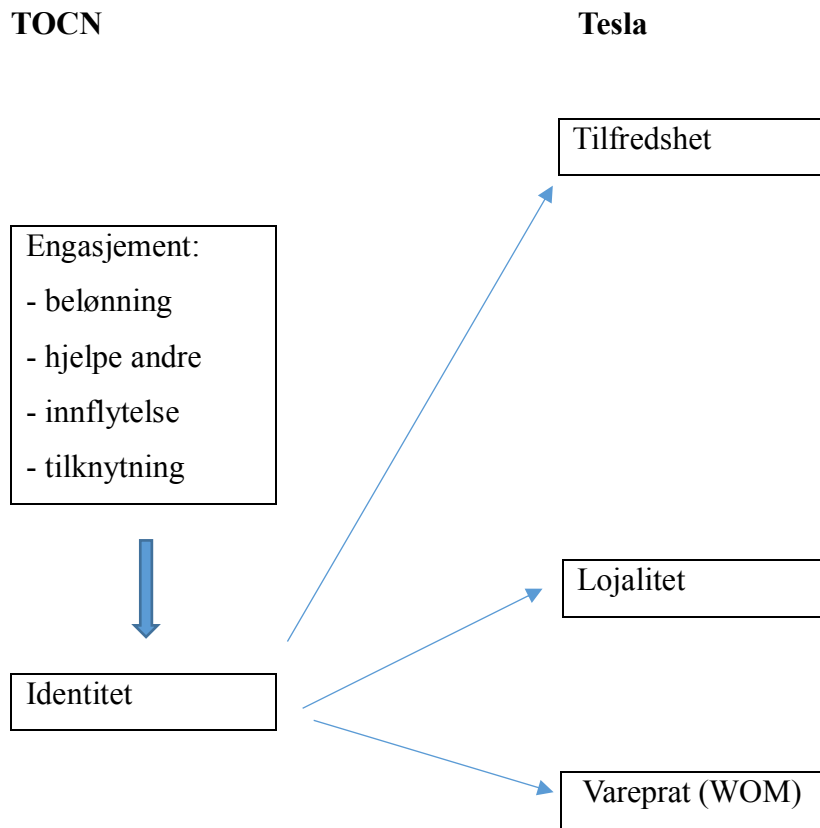 TOCN
Tesla
Tilfredshet
Engasjement:
- belønning
- hjelpe andre
- innflytelse
- tilknytning
Lojalitet
Identitet
Vareprat (WOM)